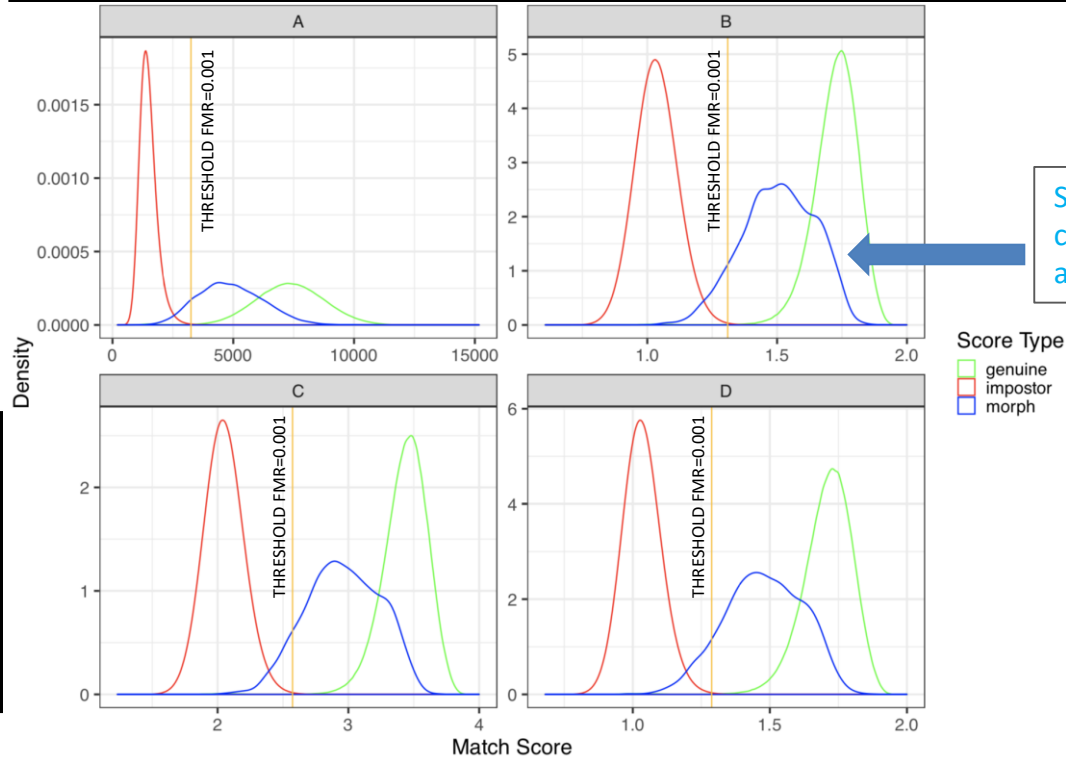 A
B
THRESHOLD FMR=0.001
THRESHOLD FMR=0.001
0.0015
0.0010
0.0005
0.0000
0
5000
10000
15000
5
4
3
2
1
0
1.0
1.5
2.0
Score Type
genuine
impostor
morph
Density
C
D
THRESHOLD FMR=0.001
THRESHOLD FMR=0.001
2
1
0
2
3
4
6
4
2
0
1.0
1.5
2.0
Match Score